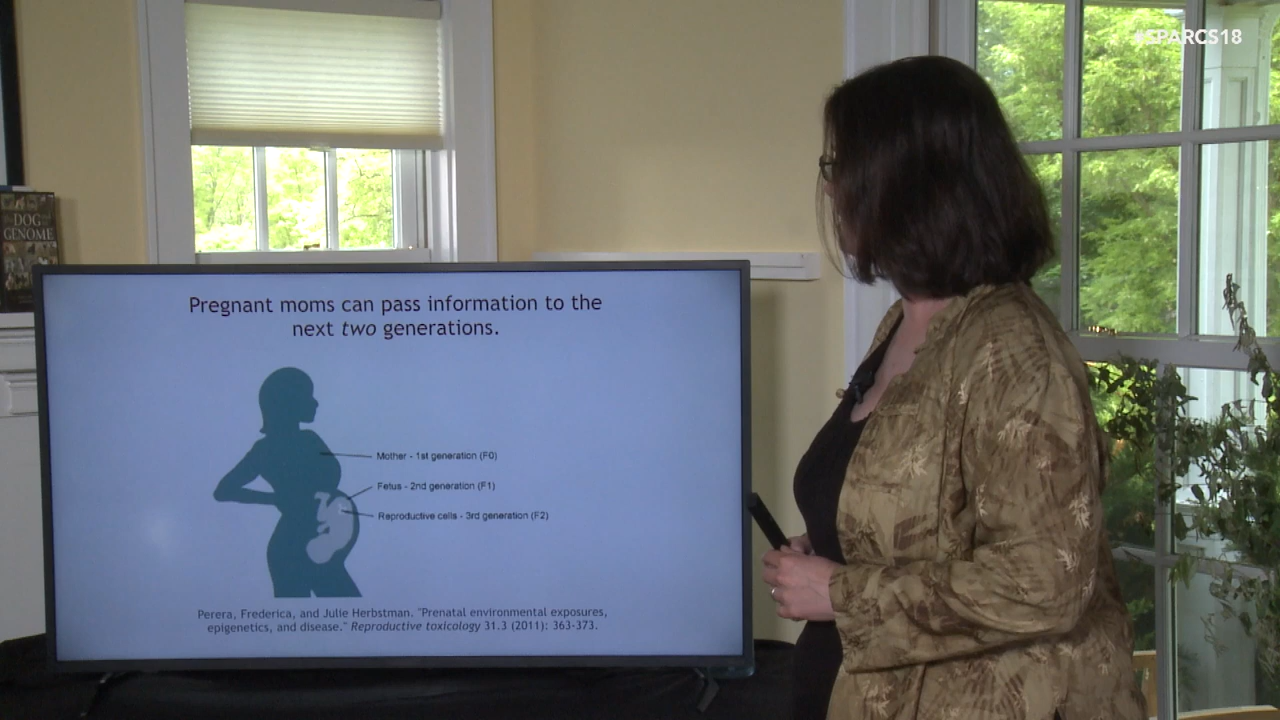 #SPARCS18
DOG
GENOME
Pregnant moms can pass information to the
next two generations.
Mother - 1st generation (F0)
Fetus - 2nd generation (F1)
Reproductive cells - 3rd generation (F2)
Perera, Frederica, and Julie Herbstman. "Prenatal environmental exposures,
epigenetics, and disease." Reproductive toxicology 31.3 (2011): 363-373.